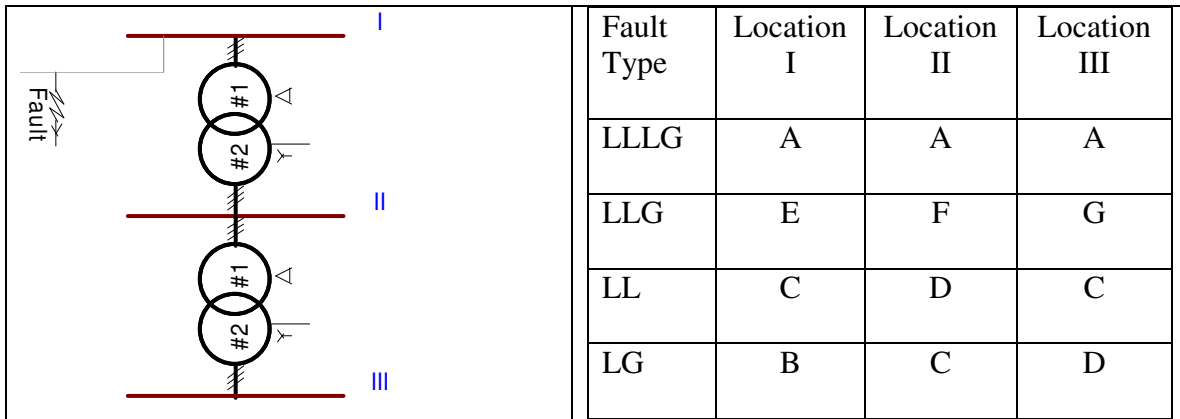 I
#1
#2
Fault
II
#1
#2
III
Fault Type Location I Location II Location III
LLLG A A A
LLG E F G
LL C D C
LG B C D